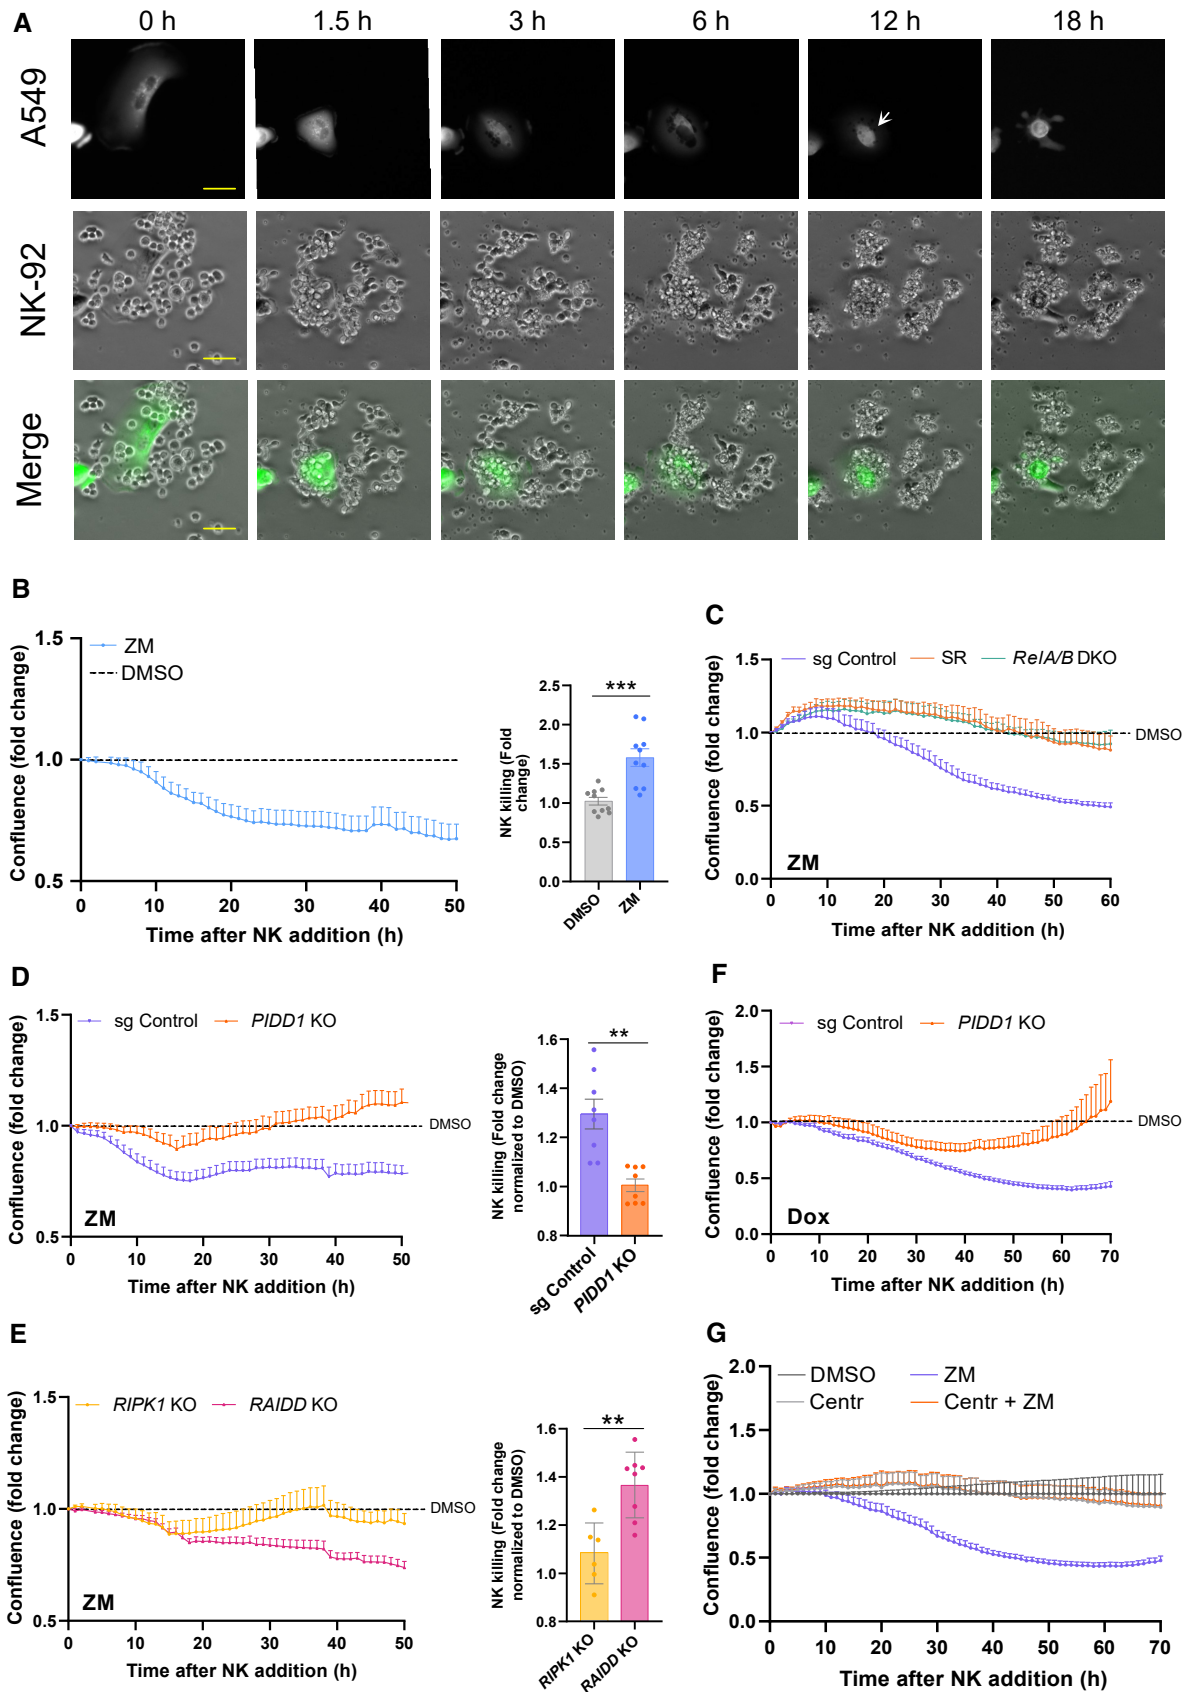 A
0 h 1.5 h 3 h 6 h 12 h 18 h
A549
NK-92
Merge
B
Confluence (fold change)
1.5
1.0
0.5
ZM
DMSO
0 10 20 30 40 50
Time after NK addition (h)
NK killing (Fold
change)
2.5
2.0
1.5
1.0
0.5
0.0
***
DMSO ZM
C
sg Control SR RelA/B DKO
Confluence (fold change)
1.5
1.0
0.5
0.0
DMSO
ZM
0 10 20 30 40 50 60
Time after NK addition (h)
D
sg Control PIDD1 KO
Confluence (fold change)
1.5
1.0
0.5
DMSO
ZM
0 10 20 30 40 50
Time after NK addition (h)
NK killing (Fold change
normalized to DMSO)
1.6
1.4
1.2
1.0
0.8
**
sg Control PIDD1 KO
F
sg Control PIDD1 KO
Confluence (fold change)
2.0
1.5
1.0
0.5
0.0
DMSO
Dox
0 10 20 30 40 50 60 70
Time after NK addition (h)
E
RIPK1 KO RAIDD KO
Confluence (fold change)
1.5
1.0
0.5
DMSO
ZM
0 10 20 30 40 50
Time after NK addition (h)
NK killing (Fold change
normalized to DMSO)
1.6
1.4
1.2
1.0
0.8
**
RIPK1 KO RAIDD KO
G
DMSO ZM
Centr Centr + ZM
Confluence (fold change)
2.0
1.5
1.0
0.5
0.0
0 10 20 30 40 50 60 70
Time after NK addition (h)